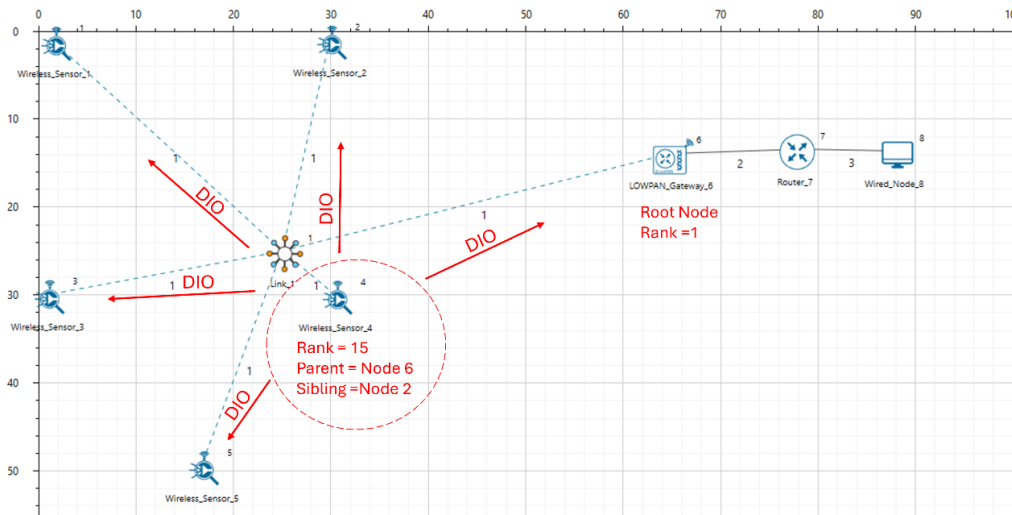 0 10 20 30 40 50 60 70 80 90 100
0
10
20
30
40
50
1
Wireless_Sensor_1
2
Wireless_Sensor_2
6
LOWPAN_Gateway_6
2
7
Router_7
3
8
Wired_Node_8
Root Node
Rank =1
1
DIO
1
DIO
1
DIO
1
Link_1
3
Wireless_Sensor_3
1
DIO
1
4
Wireless_Sensor_4
Rank = 15
Parent = Node 6
Sibling =Node 2
1
DIO
5
Wireless_Sensor_5